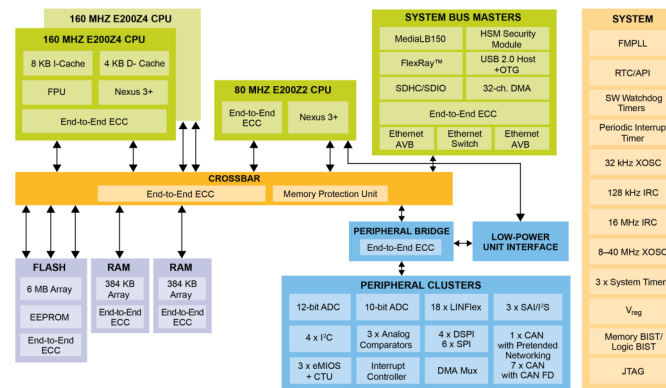 160 MHZ E200Z4 CPU
160 MHZ E200Z4 CPU
8 KB I-Cache
4 KB D- Cache
FPU
Nexus 3+
End-to-End ECC
80 MHZ E200Z2 CPU
End-to-End
ECC
Nexus 3+
SYSTEM BUS MASTERS
MediaLB150
HSM Security
Module
FlexRay™
USB 2.0 Host
+OTG
SDHC/SDIO
32-ch. DMA
End-to-End ECC
Ethernet
AVB
Ethernet
Switch
Ethernet
AVB
CROSSBAR
End-to-End ECC
Memory Protection Unit
PERIPHERAL BRIDGE
End-to-End ECC
LOW-POWER
UNIT INTERFACE
FLASH
6 MB Array
EEPROM
End-to-End
ECC
RAM
384 KB
Array
End-to-End
ECC
RAM
384 KB
Array
End-to-End
ECC
PERIPHERAL CLUSTERS
12-bit ADC
10-bit ADC
18 x LINFlex
3 x SAI/I²S
4 x I²C
3 x Analog
Comparators
4 x DSPI
6 x SPI
1 x CAN
with Pretended
Networking
7 x CAN
with CAN FD
3 x eMIOS
+ CTU
Interrupt
Controller
DMA Mux
SYSTEM
FMPLL
RTC/API
SW Watchdog
Timers
Periodic Interrup
Timer
32 kHz XOSC
128 kHz IRC
16 MHz IRC
8–40 MHz XOSC
3 x System Timer
Vreg
Memory BIST/
Logic BIST
JTAG